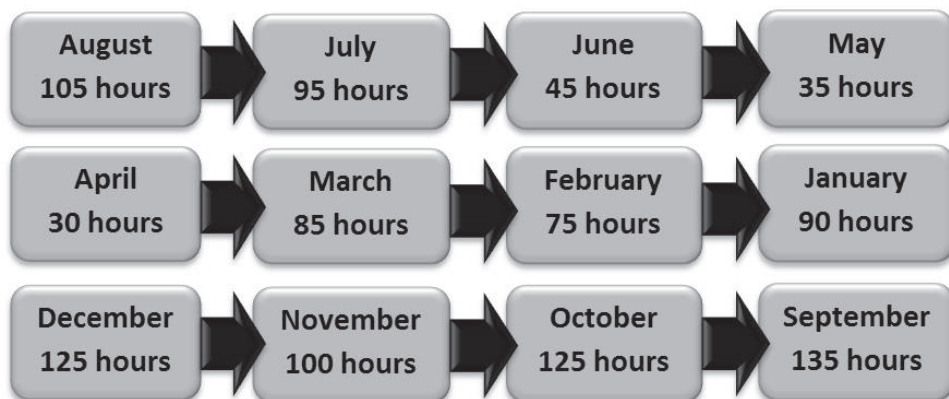 August
105 hours
July
95 hours
June
45 hours
May
35 hours
April
30 hours
March
85 hours
February
75 hours
January
90 hours
December
125 hours
November
100 hours
October
125 hours
September
135 hours